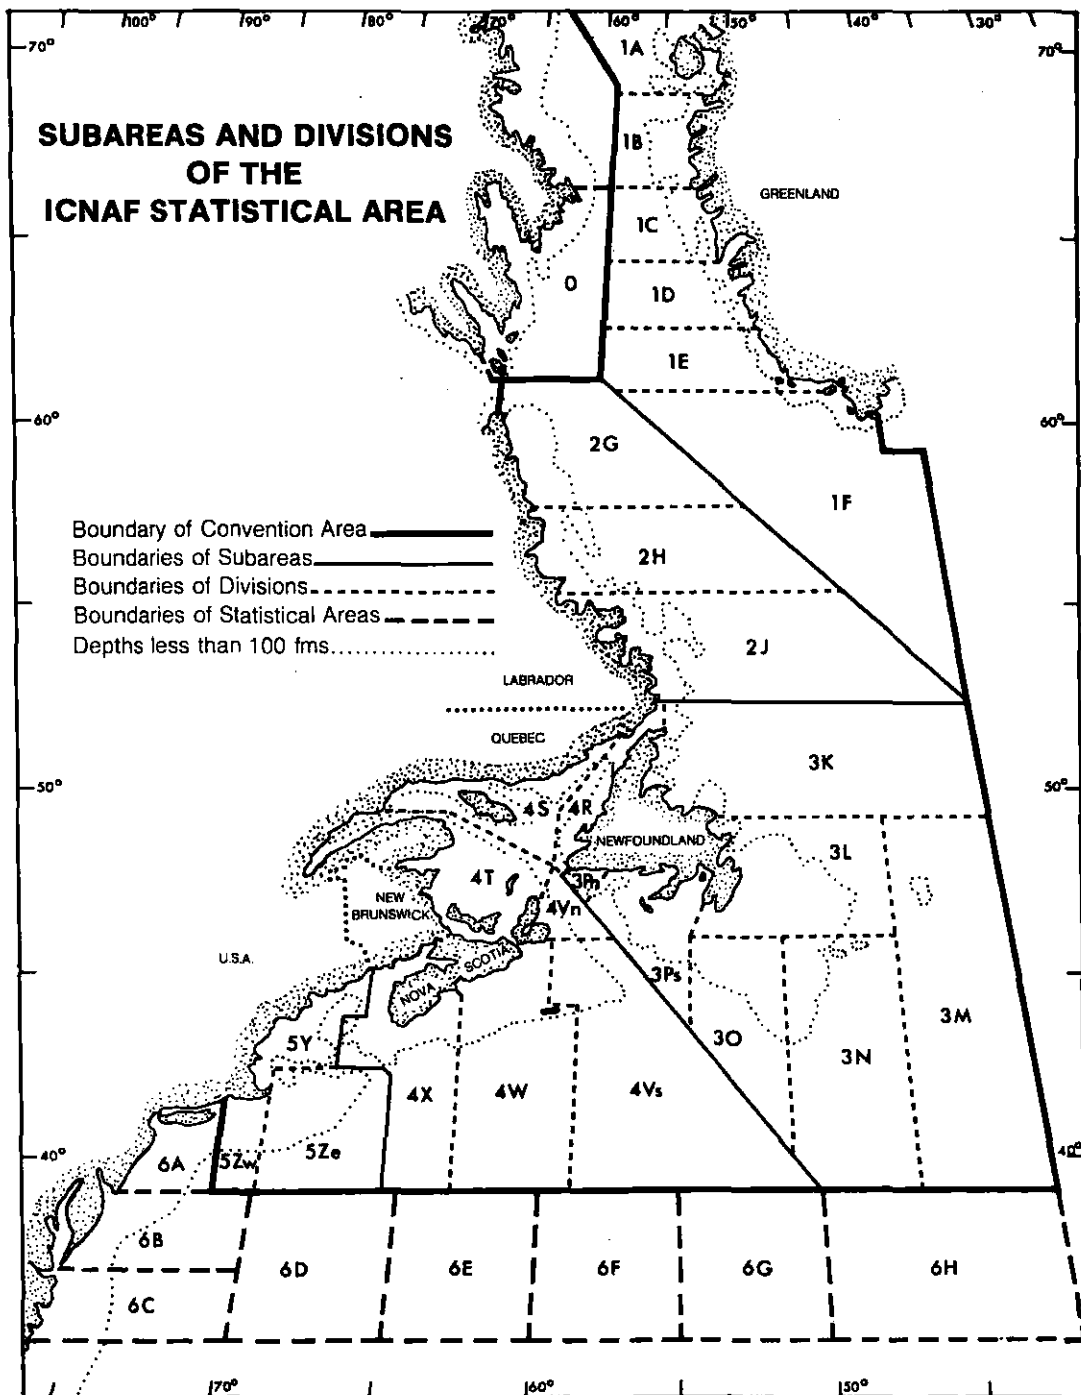 100° 90° 80° 70° 60° 50° 40° 30°
70° 70°
1A
SUBAREAS AND DIVISIONS
OF THE
ICNAF STATISTICAL AREA
1B
GREENLAND
1C
0
1D
1E
60° 60°
2G
1F
Boundary of Convention Area
Boundaries of Subareas
Boundaries of Divisions
Boundaries of Statistical Areas
Depths less than 100 fms
2H
2J
LABRADOR
QUEBEC
3K
50° 50°
4S 4R
NEWFOUNDLAND
3L
4T
3Pn
NEW
BRUNSWICK
4Vn
U.S.A.
NOVA SCOTIA
3Ps
3M
5Y
3O
3N
4X 4W 4Vs
40° 40°
6A 5Zw 5Ze
6B
6D 6E 6F 6G 6H
6C
70° 60° 50°